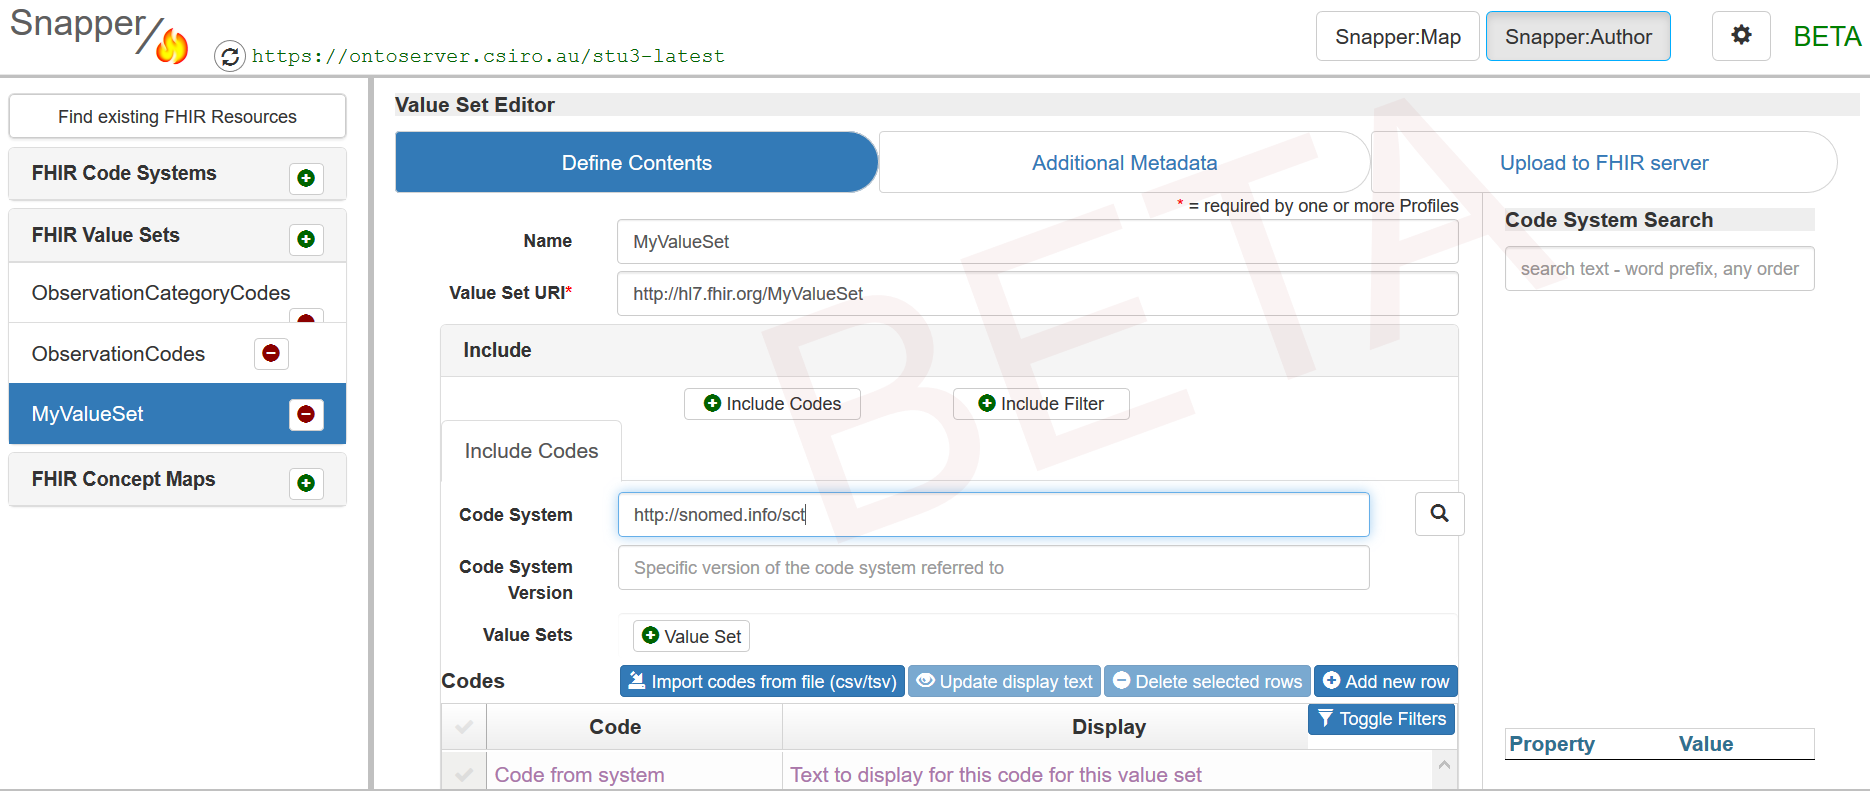 Snapper
https://ontoserver.csiro.au/stu3-latest
Snapper:Map
Snapper:Author
BETA
Find existing FHIR Resources
FHIR Code Systems
FHIR Value Sets
ObservationCategoryCodes
ObservationCodes
MyValueSet
FHIR Concept Maps
Value Set Editor
Define Contents
Additional Metadata
Upload to FHIR server
* = required by one or more Profiles
Name
MyValueSet
Value Set URI*
http://hl7.fhir.org/MyValueSet
Include
Include Codes
Include Filter
Include Codes
Code System
http://snomed.info/sct
Code System
Version
Specific version of the code system referred to
Value Sets
Value Set
Codes
Import codes from file (csv/tsv)
Update display text
Delete selected rows
Add new row
Toggle Filters
Code
Display
Code from system
Text to display for this code for this value set
Code System Search
search text - word prefix, any order
Property
Value
BETA